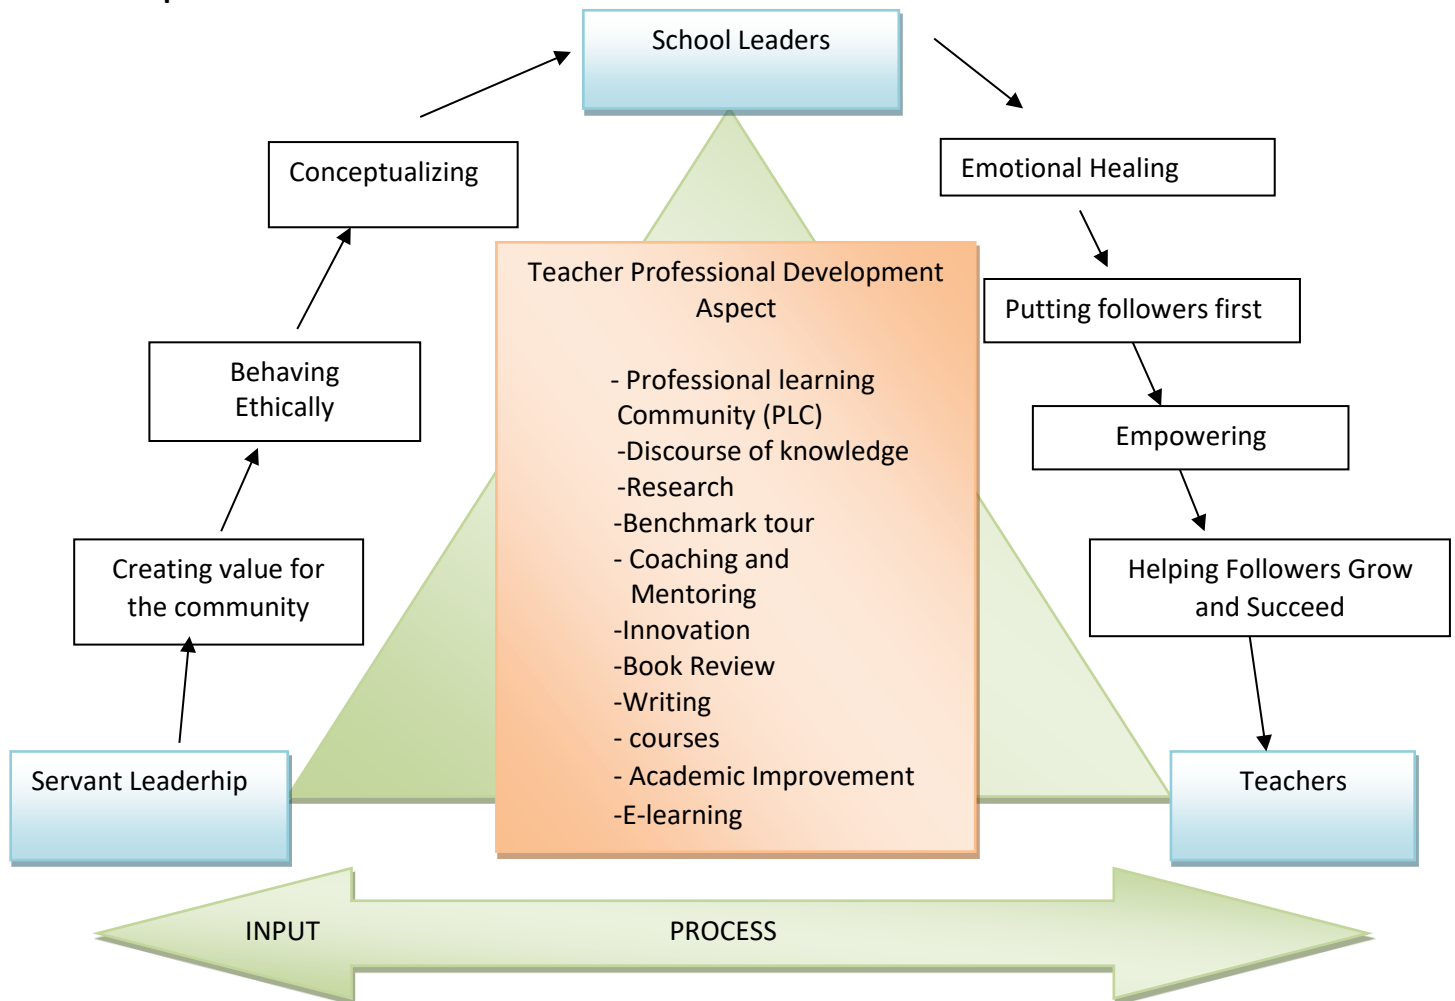 School Leaders
Conceptualizing
Emotional Healing
Teacher Professional Development
Aspect
- Professional learning
Community (PLC)
-Discourse of knowledge
-Research
-Benchmark tour
- Coaching and
Mentoring
-Innovation
-Book Review
-Writing
- courses
- Academic Improvement
-E-learning
Putting followers first
Behaving
Ethically
Empowering
Creating value for
the community
Helping Followers Grow
and Succeed
Servant Leaderhip
Teachers
INPUT
PROCESS